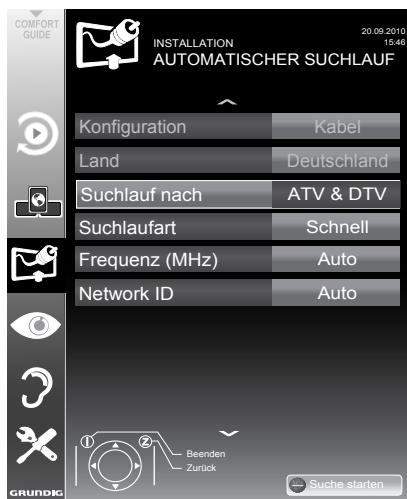 COMFORT
GUIDE
INSTALLATION
AUTOMATISCHER SUCHLAUF
20.09.2010
15:46
Konfiguration Kabel
Land Deutschland
Suchlauf nach ATV & DTV
Suchlaufart Schnell
Frequenz (MHz) Auto
Network ID Auto
Z
Beenden
Zurück
Suche starten
GRUNDIG